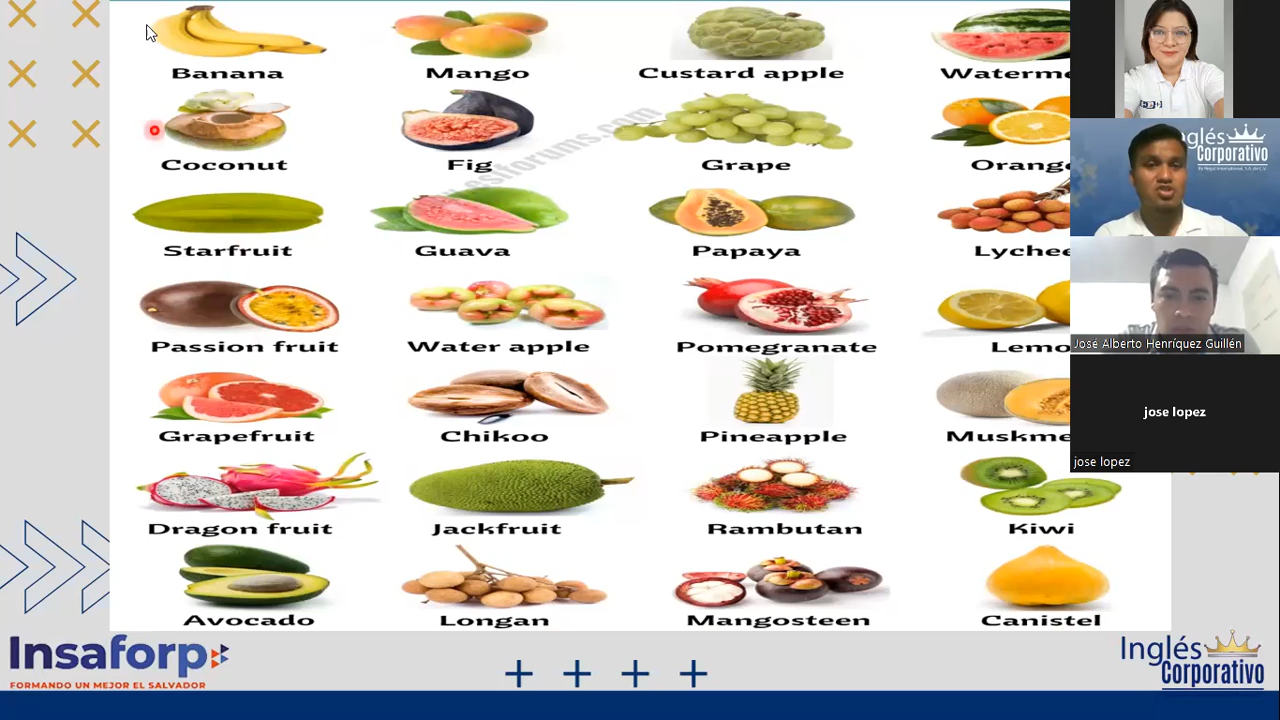 Banana Mango Custard apple Waterme
Coconut Fig Grape Orange
esiforums.com
Starfruit Guava Papaya Lychee
Passion fruit Water apple Pomegranate Lemo
Grapefruit Chikoo Pineapple Muskme
Dragon fruit Jackfruit Rambutan Kiwi
Avocado Longan Mangosteen Canistel
Inglés
Corporativo
José Alberto Henríquez Guillén
jose lopez
jose lopez
Insaforp
FORMANDO UN MEJOR EL SALVADOR
Inglés
Corporativo